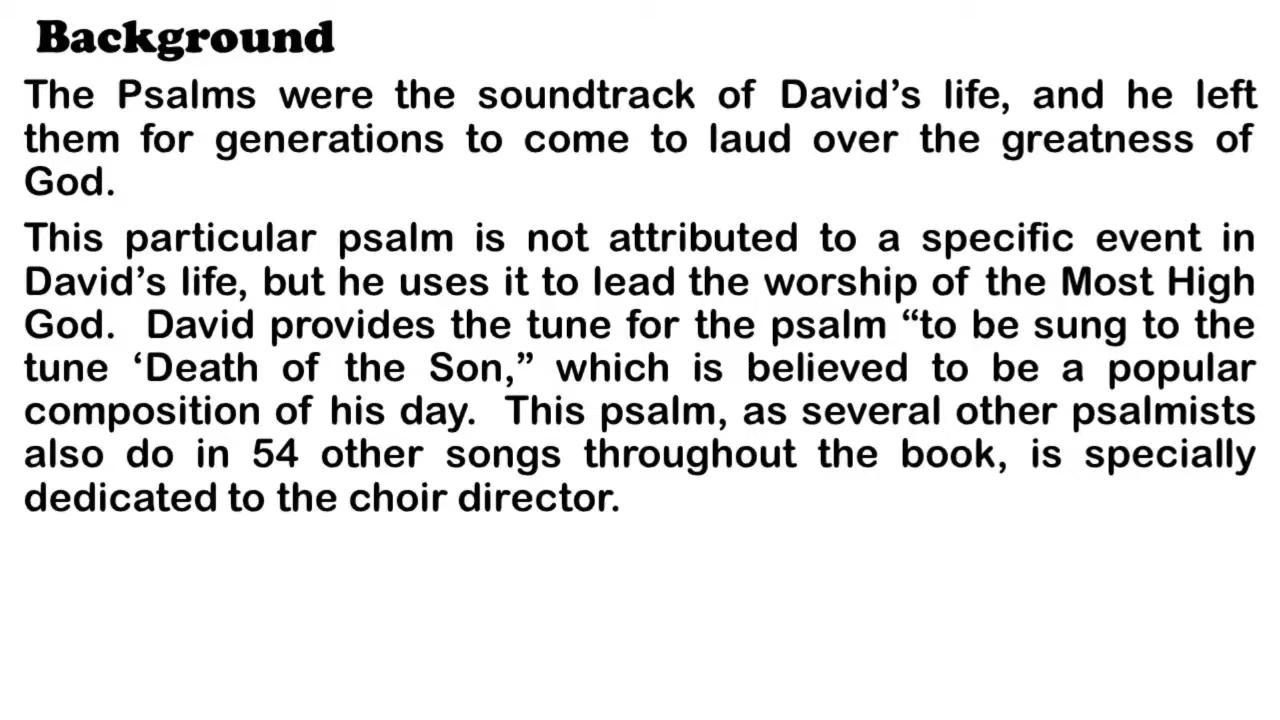 Background
The Psalms were the soundtrack of David’s life, and he left
them for generations to come to laud over the greatness of
God.
This particular psalm is not attributed to a specific event in
David’s life, but he uses it to lead the worship of the Most High
God.  David provides the tune for the psalm “to be sung to the
tune ‘Death of the Son,” which is believed to be a popular
composition of his day.  This psalm, as several other psalmists
also do in 54 other songs throughout the book, is specially
dedicated to the choir director.